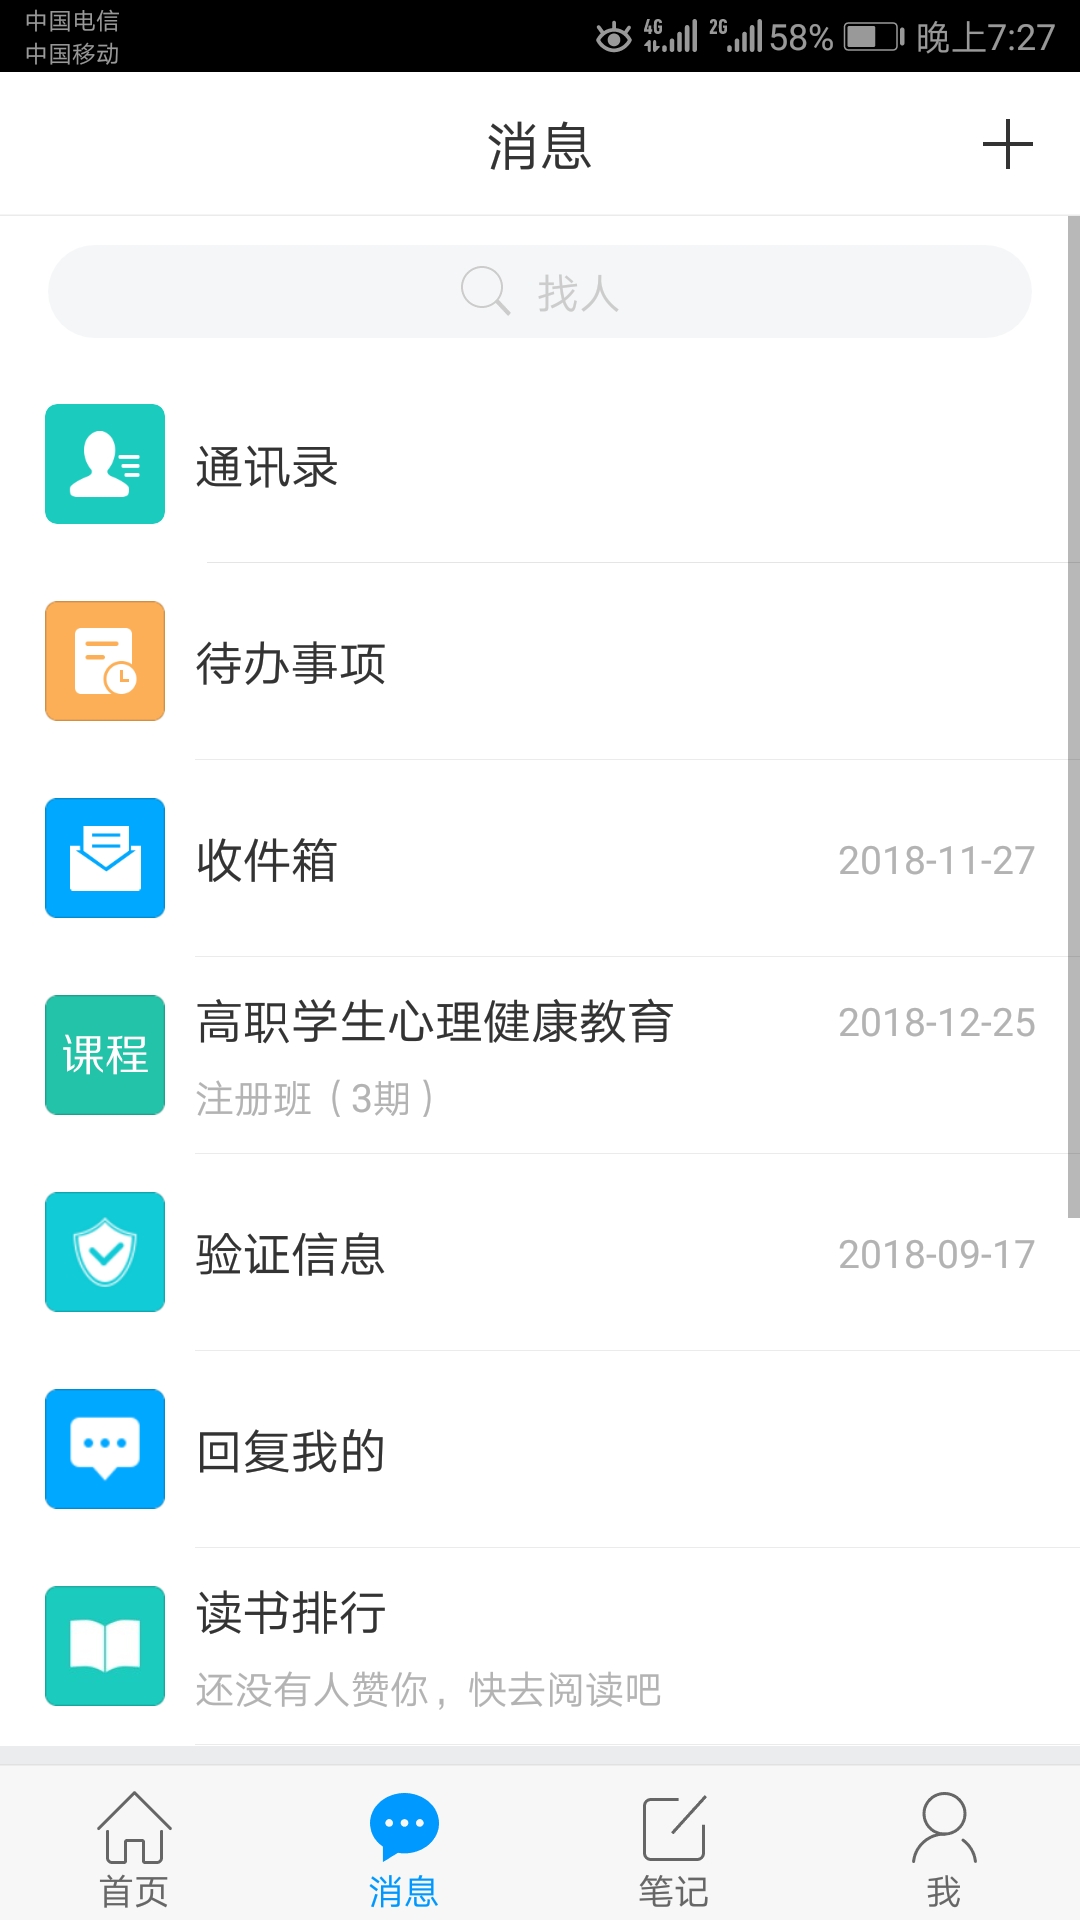 中国电信
中国移动
4G 2G 58% 晚上7:27
消息
找人
通讯录
待办事项
收件箱 2018-11-27
课程 高职学生心理健康教育 2018-12-25
注册班（3期）
验证信息 2018-09-17
回复我的
读书排行
还没有人赞你，快去阅读吧
首页 消息 笔记 我